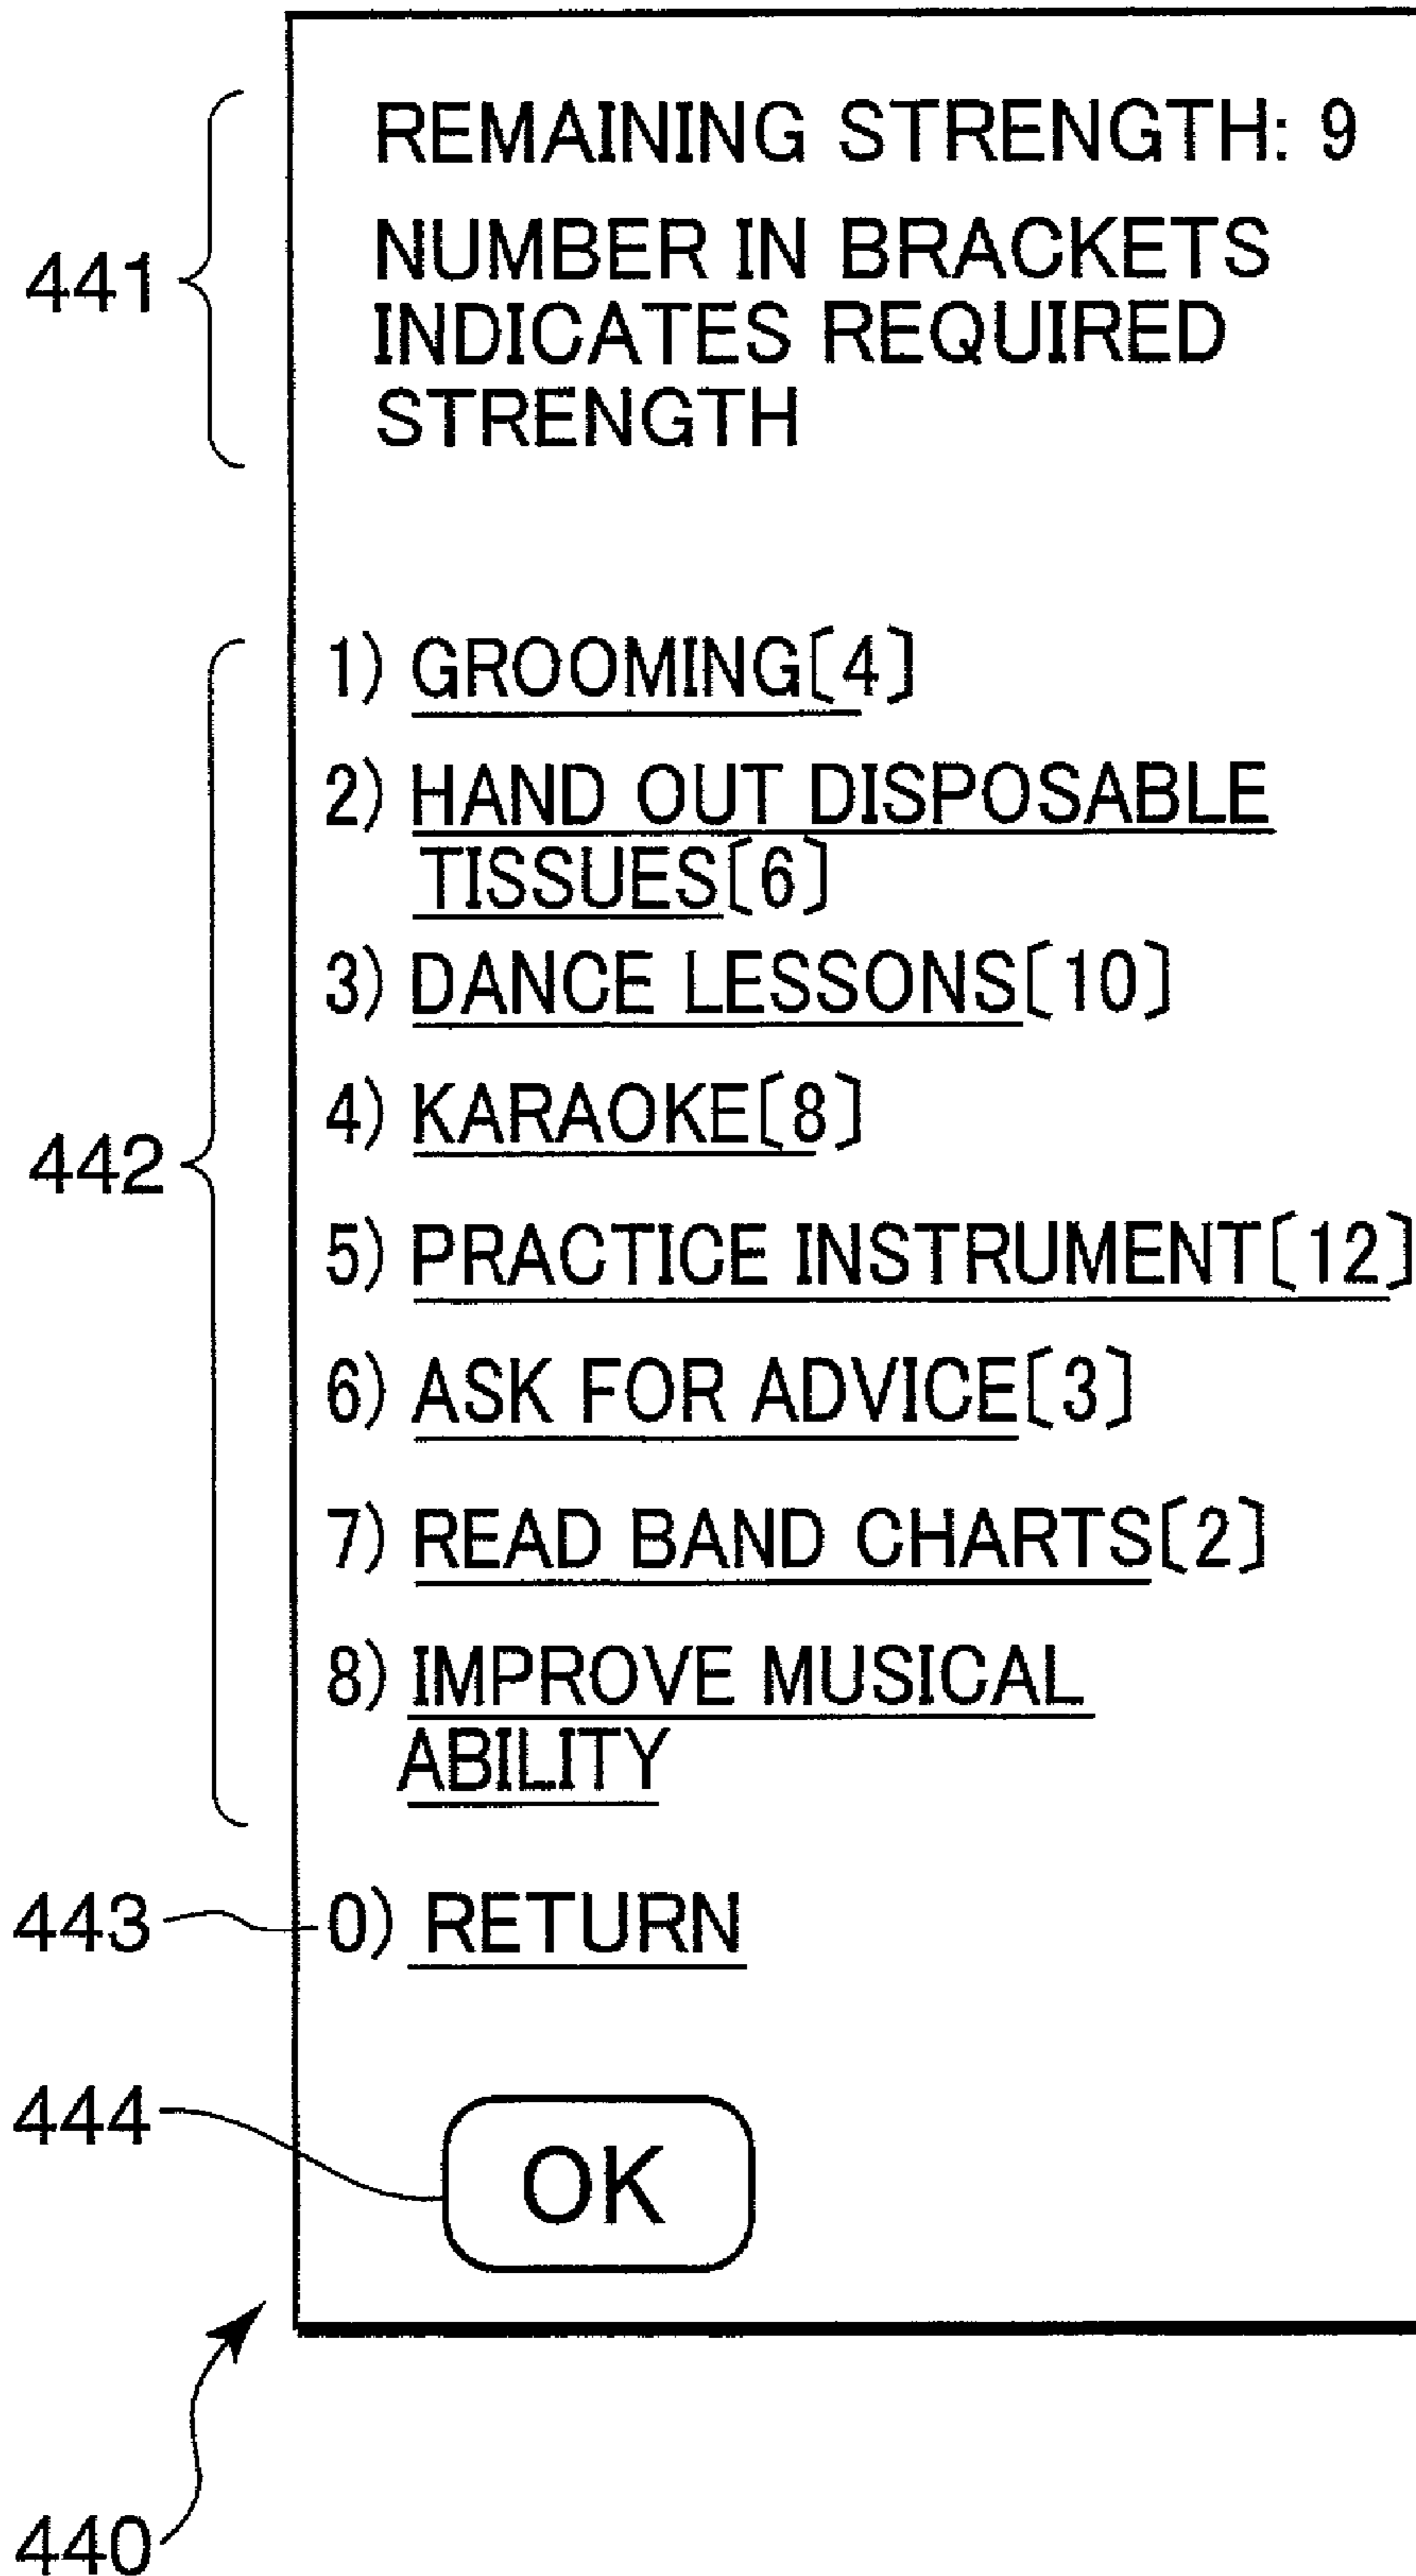 REMAINING STRENGTH: 9
441
NUMBER IN BRACKETS
INDICATES REQUIRED
STRENGTH
1) GROOMING[4]
2) HAND OUT DISPOSABLE
TISSUES[6]
3) DANCE LESSONS[10]
4) KARAOKE[8]
442
5) PRACTICE INSTRUMENT[12]
6) ASK FOR ADVICE[3]
7) READ BAND CHARTS[2]
8) IMPROVE MUSICAL
ABILITY
443
0) RETURN
444
OK
440